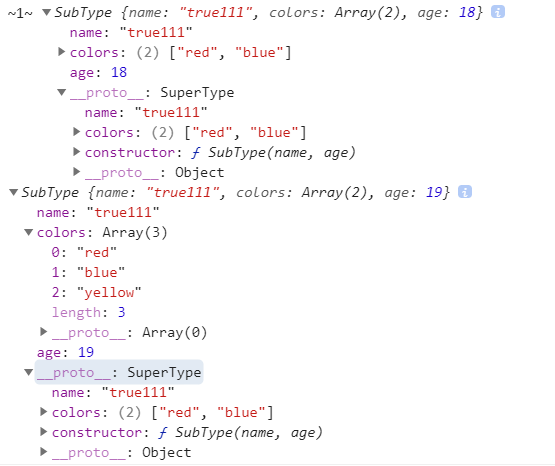 ~1~ ▼SubType {name: "true111", colors: Array(2), age: 18} i
name: "true111"
▶colors: (2) ["red", "blue"]
age: 18
▼__proto__: SuperType
name: "true111"
▶colors: (2) ["red", "blue"]
▶constructor: ƒ SubType(name, age)
▶__proto__: Object
▼SubType {name: "true111", colors: Array(2), age: 19} i
name: "true111"
▼colors: Array(3)
0: "red"
1: "blue"
2: "yellow"
length: 3
▶__proto__: Array(0)
age: 19
▼__proto__: SuperType
name: "true111"
▶colors: (2) ["red", "blue"]
▶constructor: ƒ SubType(name, age)
▶__proto__: Object